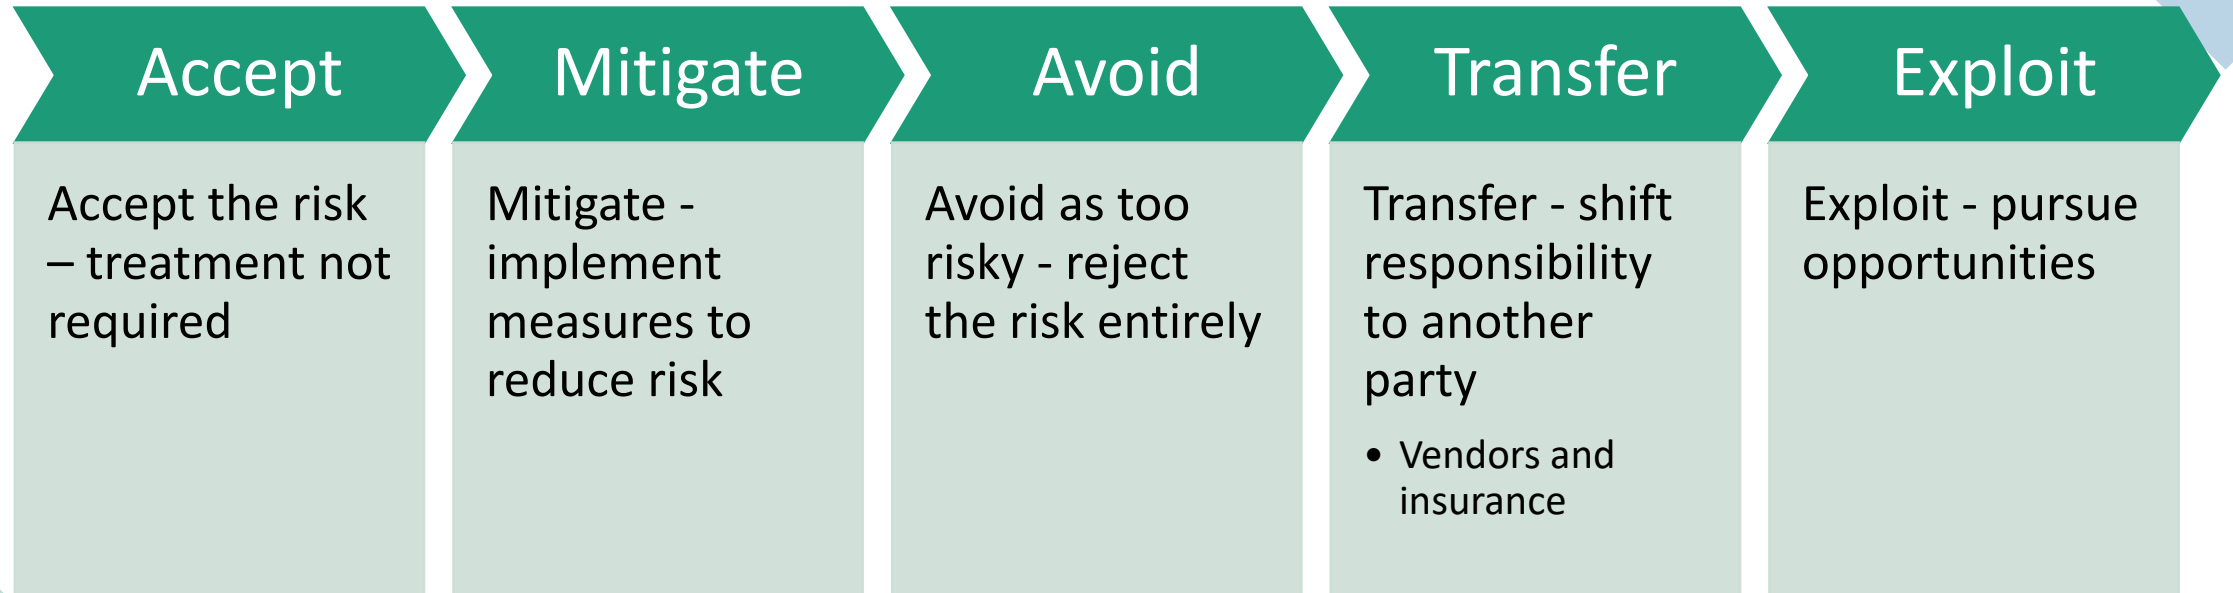 Accept
Accept the risk
– treatment not
required
Mitigate
Mitigate -
implement
measures to
reduce risk
Avoid
Avoid as too
risky - reject
the risk entirely
Transfer
Transfer - shift
responsibility
to another
party
• Vendors and
insurance
Exploit
Exploit - pursue
opportunities